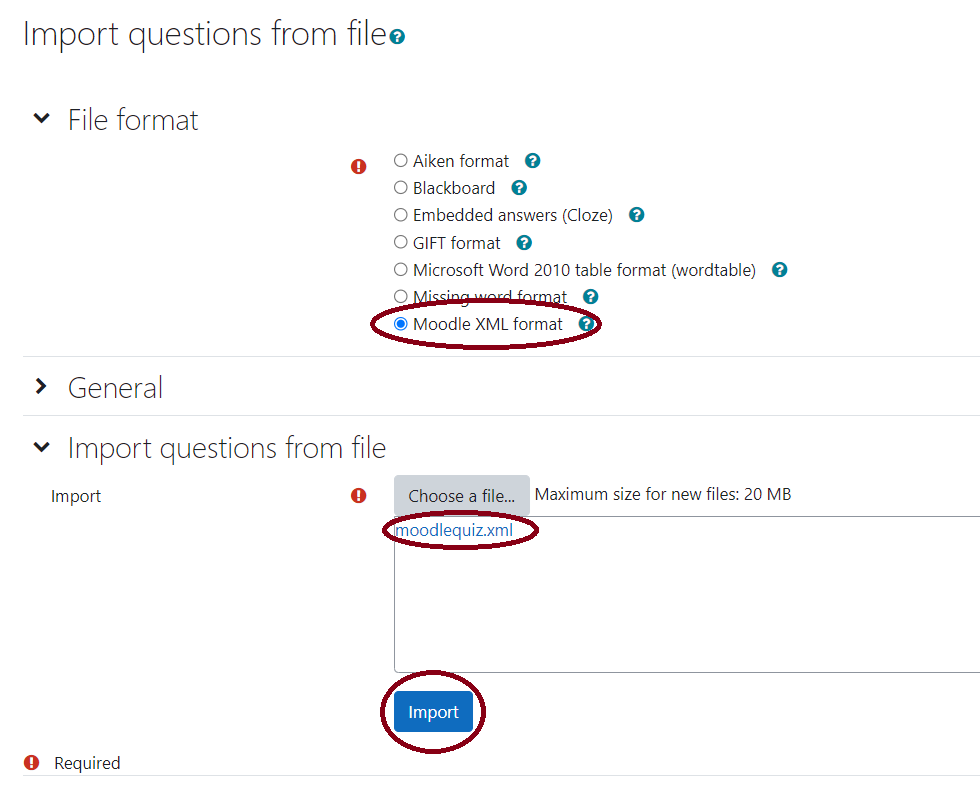 Import questions from file
File format
Aiken format
Blackboard
Embedded answers (Cloze)
GIFT format
Microsoft Word 2010 table format (wordtable)
Missing word format
Moodle XML format
General
Import questions from file
Import Choose a file... Maximum size for new files: 20 MB
moodlequiz.xml
Import
Required